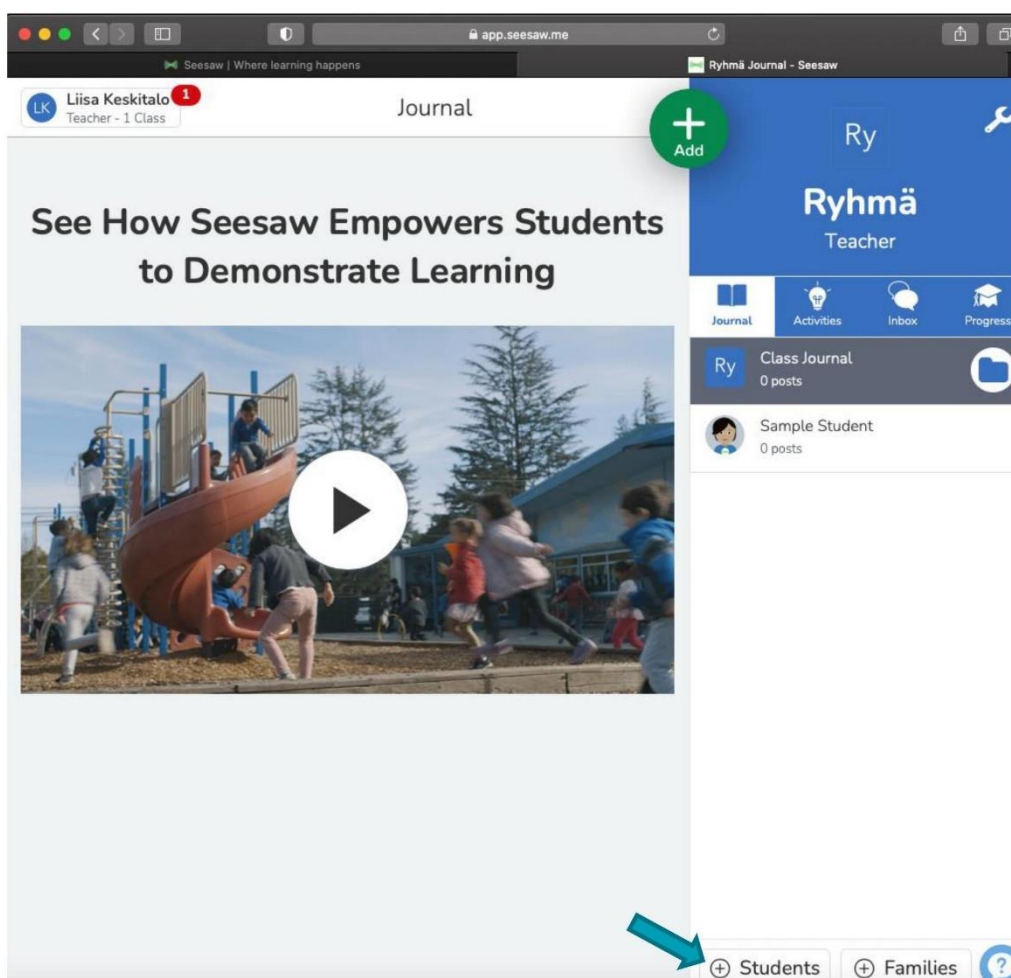 app.seesaw.me
Seesaw | Where learning happens
Ryhmä Journal - Seesaw
LK
Liisa Keskitalo
1
Teacher - 1 Class
Journal
Add
Ry
Ryhmä
Teacher
See How Seesaw Empowers Students
to Demonstrate Learning
Journal
Activities
Inbox
Progress
Ry
Class Journal
0 posts
Sample Student
0 posts
Students
Families
?